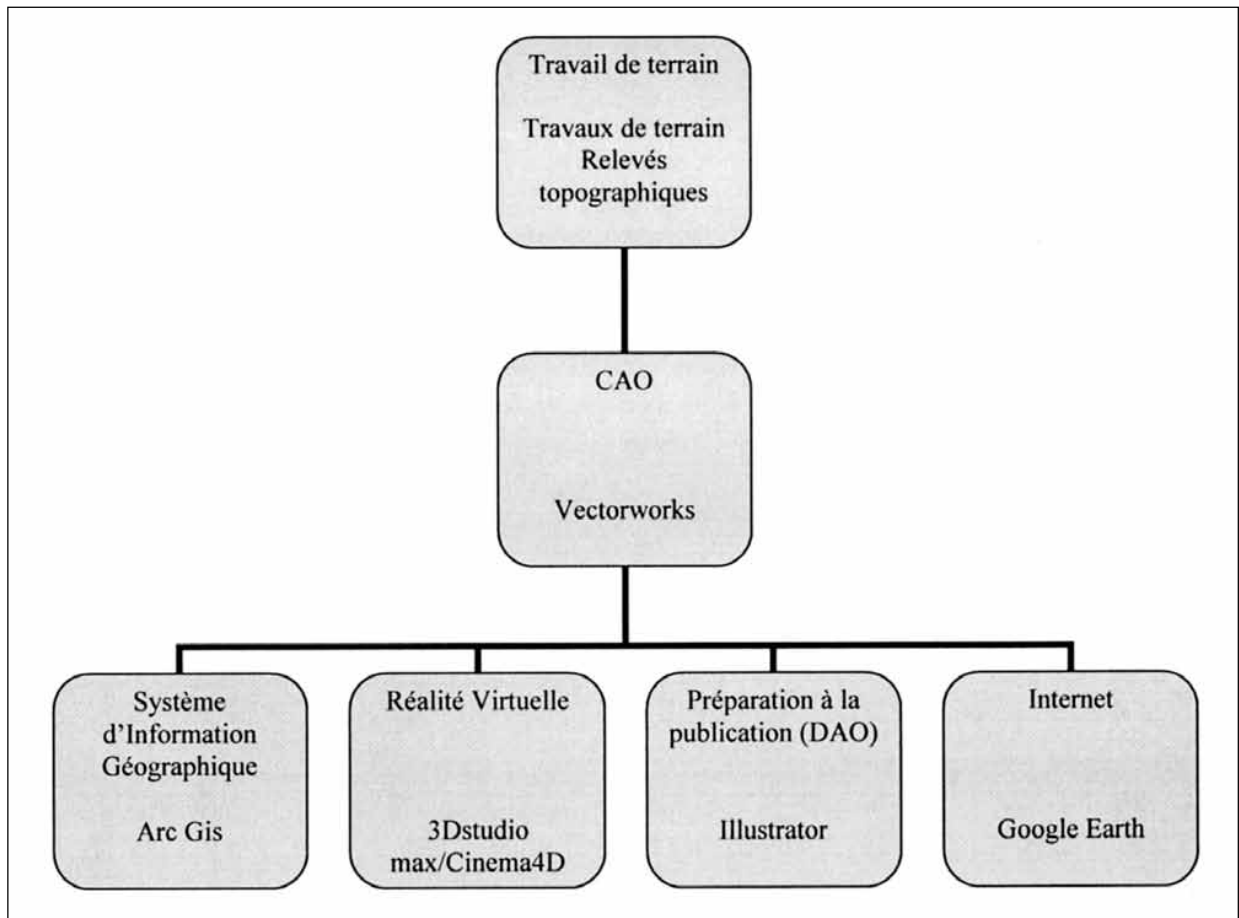 Travail de terrain
Travaux de terrain
Relevés
topographiques
CAO
Vectorworks
Système
d'Information
Géographique
Arc Gis
Réalité Virtuelle
3Dstudio
max/Cinema4D
Préparation à la
publication (DAO)
Illustrator
Internet
Google Earth